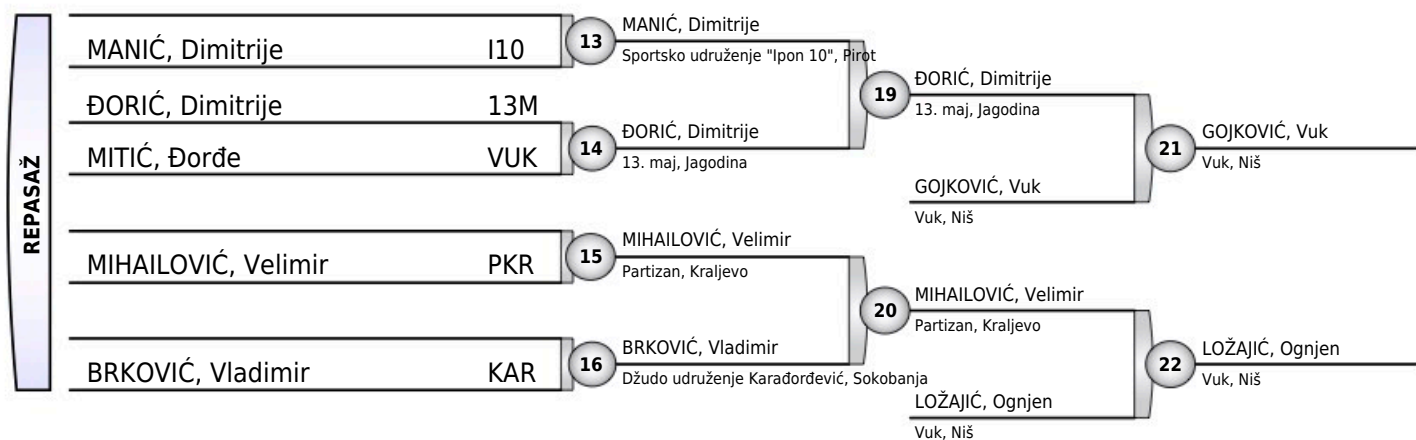 REPASAŽ
MANIĆ, Dimitrije I10
ĐORIĆ, Dimitrije 13M
MITIĆ, Đorđe VUK
MIHAILOVIĆ, Velimir PKR
BRKOVIĆ, Vladimir KAR
13
MANIĆ, Dimitrije
Sportsko udruženje "Ipon 10", Pirot
14
ĐORIĆ, Dimitrije
13. maj, Jagodina
15
MIHAILOVIĆ, Velimir
Partizan, Kraljevo
16
BRKOVIĆ, Vladimir
Džudo udruženje Karađorđević, Sokobanja
19
ĐORIĆ, Dimitrije
13. maj, Jagodina
GOJKOVIĆ, Vuk
Vuk, Niš
20
MIHAILOVIĆ, Velimir
Partizan, Kraljevo
LOŽAJIĆ, Ognjen
Vuk, Niš
21
GOJKOVIĆ, Vuk
Vuk, Niš
22
LOŽAJIĆ, Ognjen
Vuk, Niš